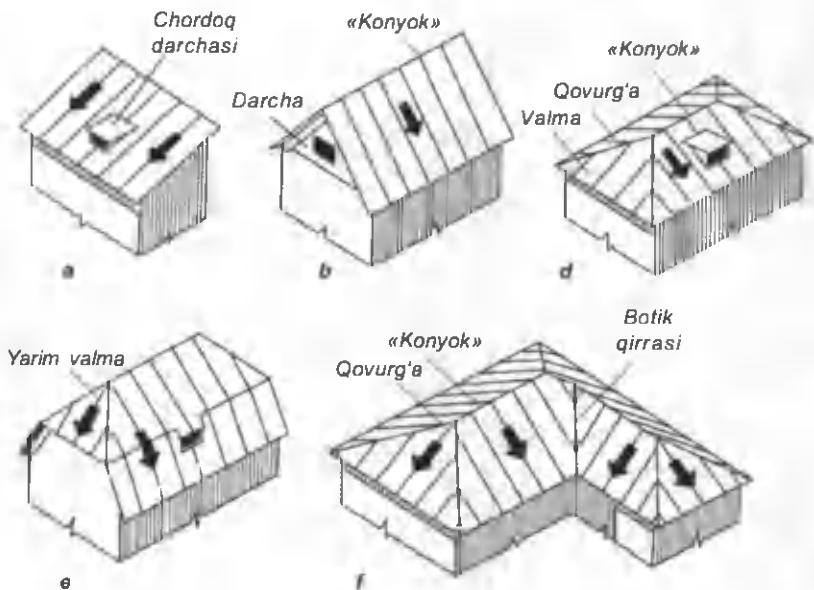 Chordoq
darchasi
«Konyok»
Darcha
«Konyok»
Qovurg‘a
Valma
a
b
d
Yarim valma
«Konyok»
Qovurg‘a
Botik
qirrasi
e
f